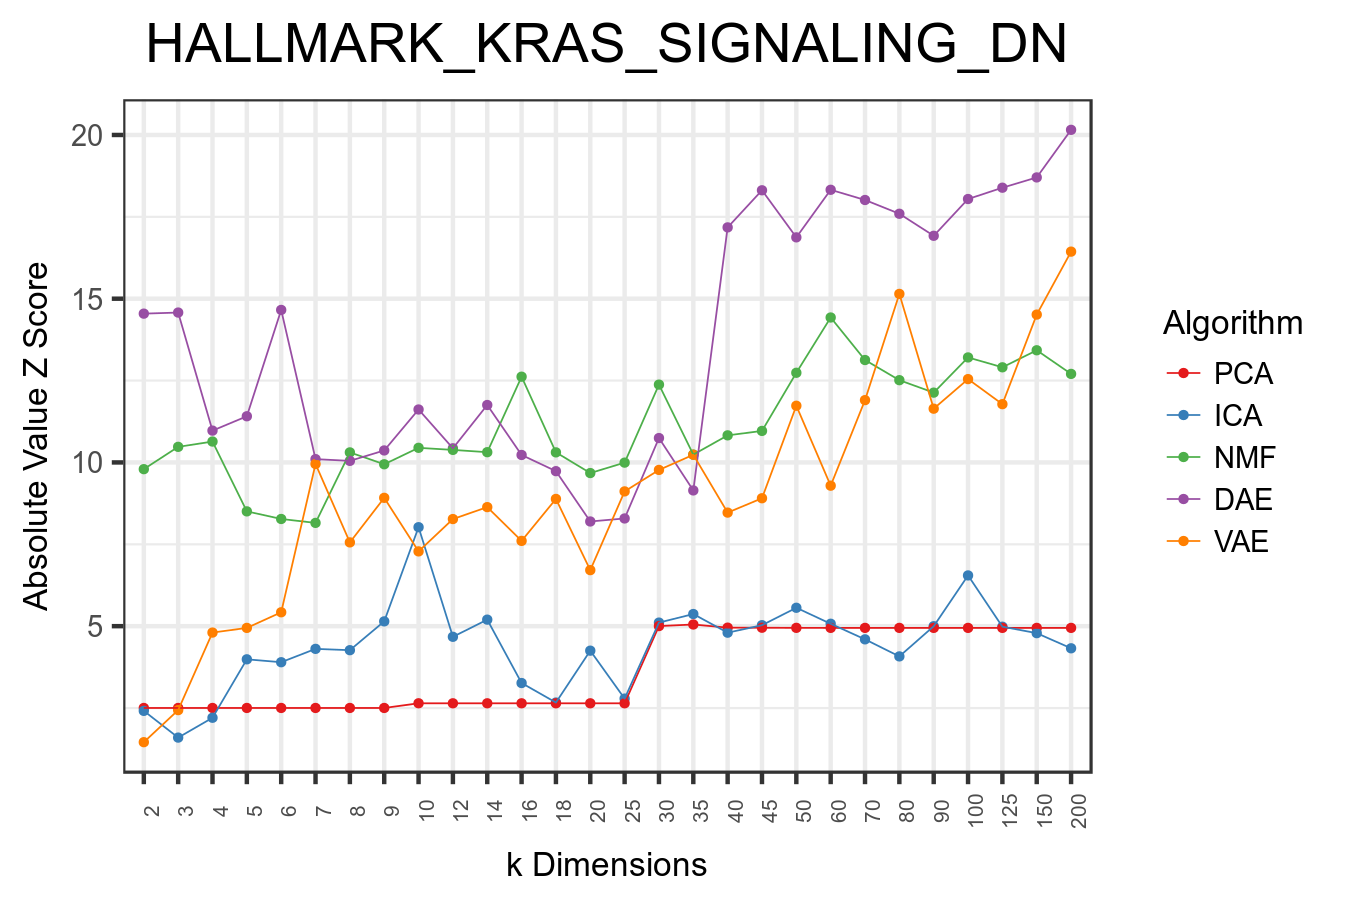 HALLMARK_KRAS_SIGNALING_DN
Absolute Value Z Score
20
15
10
5
2 3 4 5 6 7 8 9 10 12 14 16 18 20 25 30 35 40 45 50 60 70 80 90 100 125 150 200
k Dimensions
Algorithm
PCA
ICA
NMF
DAE
VAE